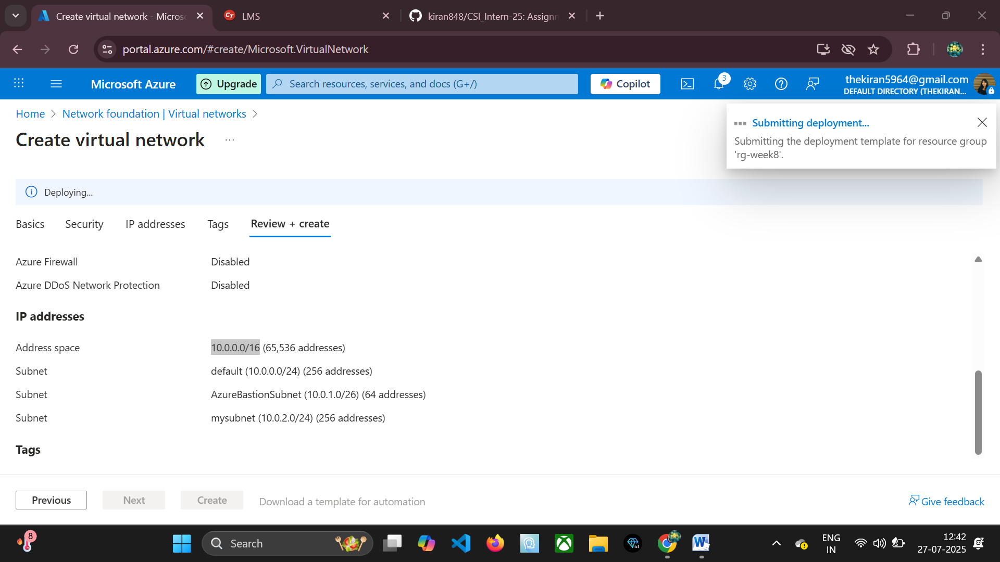 Create virtual network - Micros
LMS
kiran848/CSI_Intern-25: Assignm
portal.azure.com/#create/Microsoft.VirtualNetwork
Microsoft Azure
Upgrade
Search resources, services, and docs (G+/)
Copilot
3
thekiran5964@gmail.com
DEFAULT DIRECTORY (THEKIRAN...
Home > Network foundation | Virtual networks >
Create virtual network ...
Submitting deployment...
Submitting the deployment template for resource group
'rg-week8'.
Deploying...
Basics
Security
IP addresses
Tags
Review + create
Azure Firewall Disabled
Azure DDoS Network Protection Disabled
IP addresses
Address space 10.0.0.0/16 (65,536 addresses)
Subnet default (10.0.0.0/24) (256 addresses)
Subnet AzureBastionSubnet (10.0.1.0/26) (64 addresses)
Subnet mysubnet (10.0.2.0/24) (256 addresses)
Tags
Previous
Next
Create
Download a template for automation
Give feedback
8
Search
ENG
IN
12:42
27-07-2025